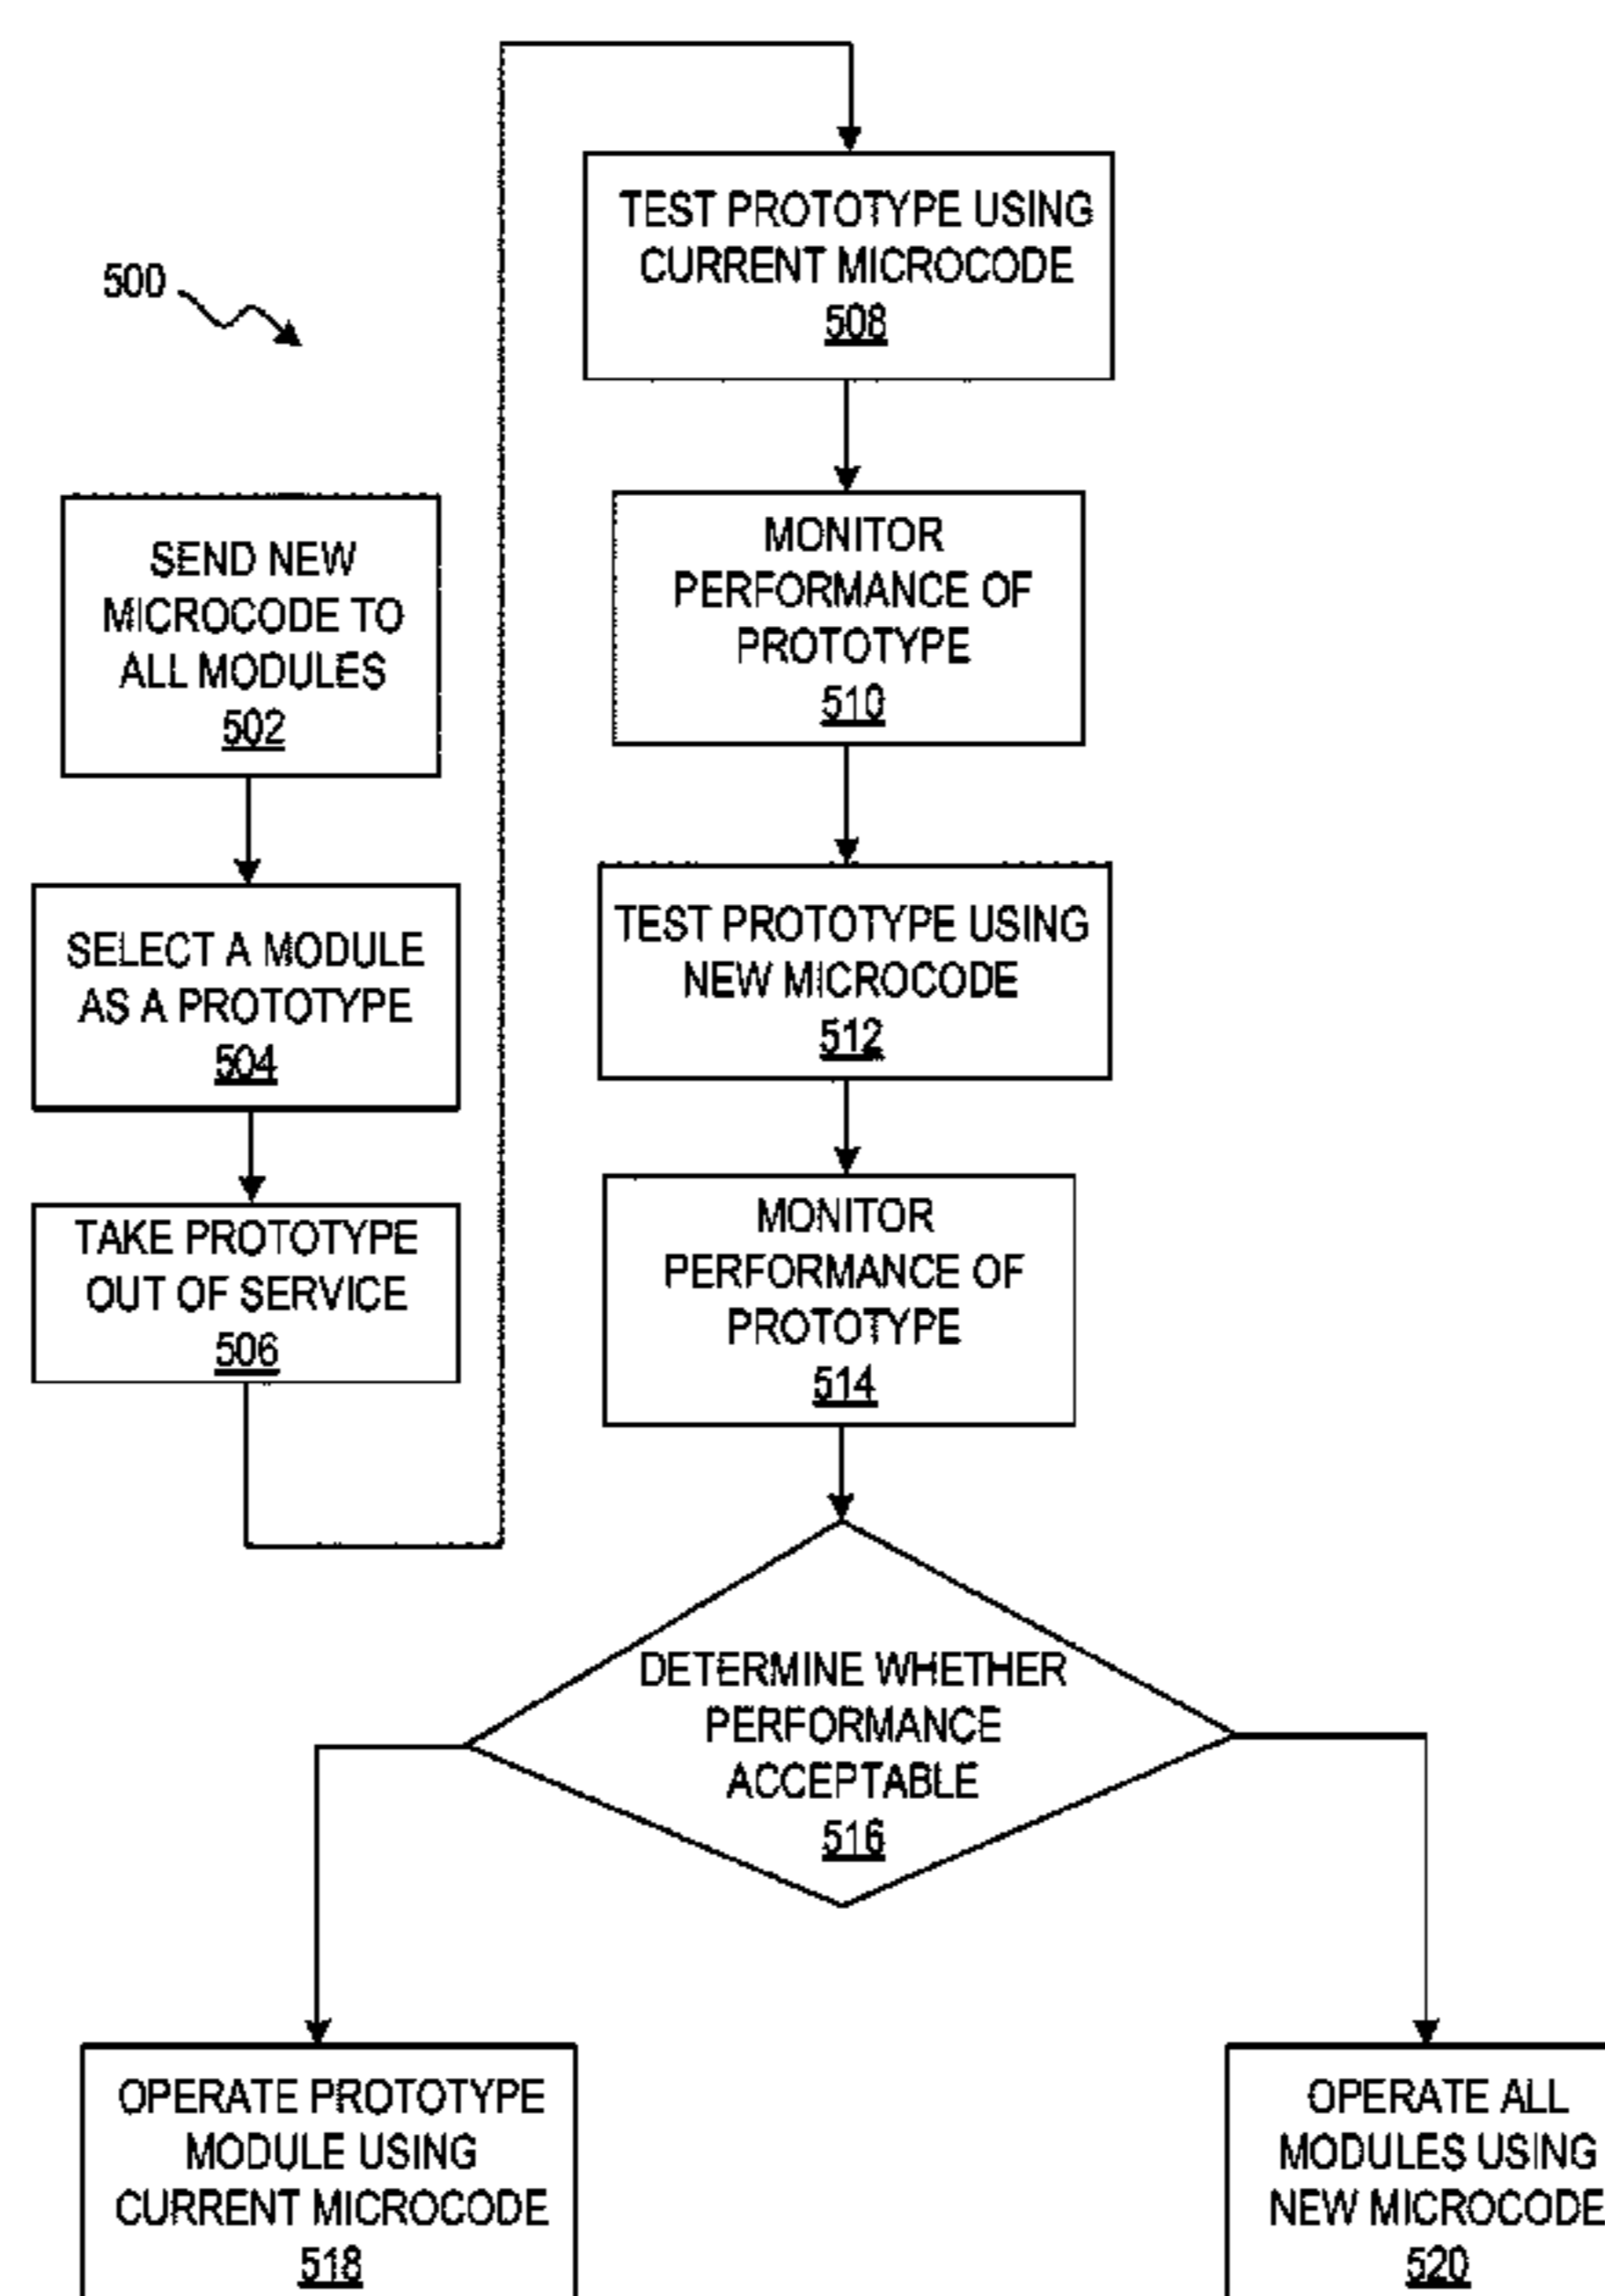 500
SEND NEW
MICROCODE TO
ALL MODULES
502
SELECT A MODULE
AS A PROTOTYPE
504
TAKE PROTOTYPE
OUT OF SERVICE
506
TEST PROTOTYPE USING
CURRENT MICROCODE
508
MONITOR
PERFORMANCE OF
PROTOTYPE
510
TEST PROTOTYPE USING
NEW MICROCODE
512
MONITOR
PERFORMANCE OF
PROTOTYPE
514
DETERMINE WHETHER
PERFORMANCE
ACCEPTABLE
516
OPERATE PROTOTYPE
MODULE USING
CURRENT MICROCODE
518
OPERATE ALL
MODULES USING
NEW MICROCODE
520